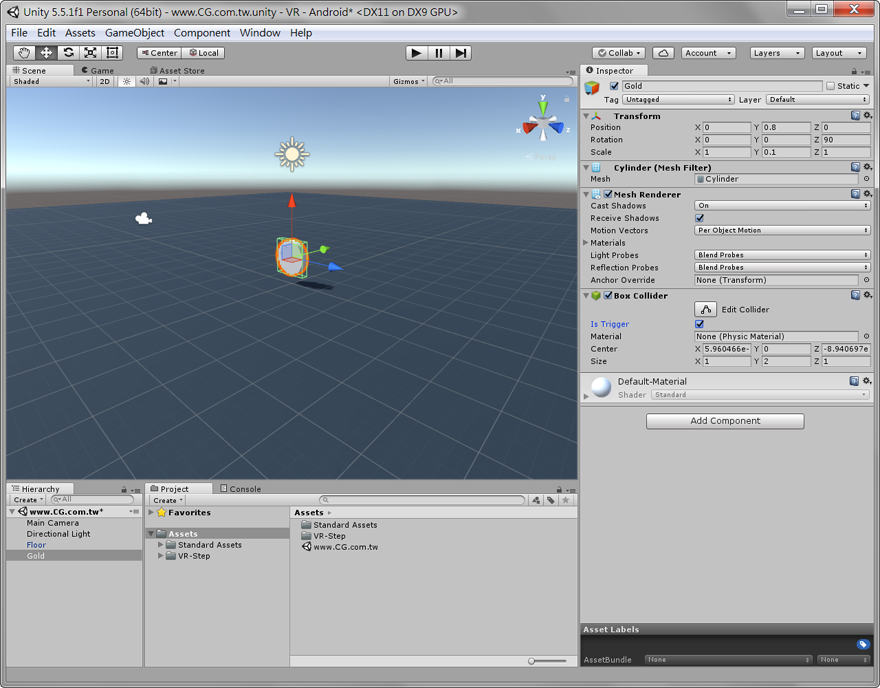 Unity 5.5.1f1 Personal (64bit) - www.CG.com.tw.unity - VR - Android* <DX11 on DX9 GPU>
File Edit Assets GameObject Component Window Help
Center Local Collab Account Layers Layout
Scene Game Asset Store
Shaded 2D Gizmos All
y
x z
Inspector
Gold Static
Tag Untagged Layer Default
Transform
Position X 0 Y 0.8 Z 0
Rotation X 0 Y 0 Z 90
Scale X 1 Y 0.1 Z 1
Cylinder (Mesh Filter)
Mesh Cylinder
Mesh Renderer
Cast Shadows On
Receive Shadows
Motion Vectors Per Object Motion
Materials
Light Probes Blend Probes
Reflection Probes Blend Probes
Anchor Override None (Transform)
Box Collider
Edit Collider
Is Trigger
Material None (Physic Material)
Center X 5.960466e- Y 0 Z -8.940697e
Size X 1 Y 2 Z 1
Default-Material
Shader Standard
Add Component
Hierarchy
Create All
www.CG.com.tw*
Main Camera
Directional Light
Floor
Gold
Project Console
Create
Favorites
Assets
Standard Assets
VR-Step
Assets
Standard Assets
VR-Step
www.CG.com.tw
Asset Labels
AssetBundle None None